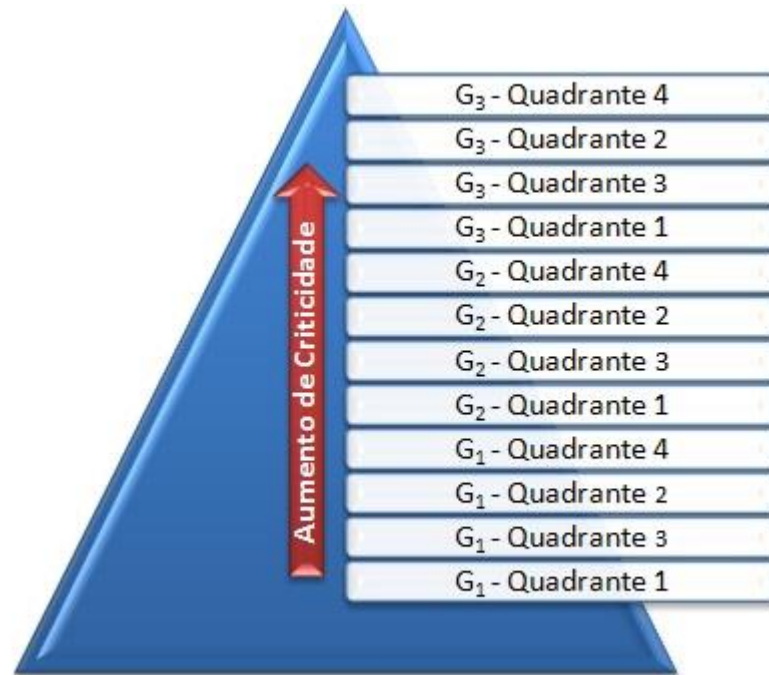 G₃ - Quadrante 4
G₃ - Quadrante 2
G₃ - Quadrante 3
G₃ - Quadrante 1
G₂ - Quadrante 4
G₂ - Quadrante 2
G₂ - Quadrante 3
G₂ - Quadrante 1
G₁ - Quadrante 4
G₁ - Quadrante 2
G₁ - Quadrante 3
G₁ - Quadrante 1
Aumento de Criticidade